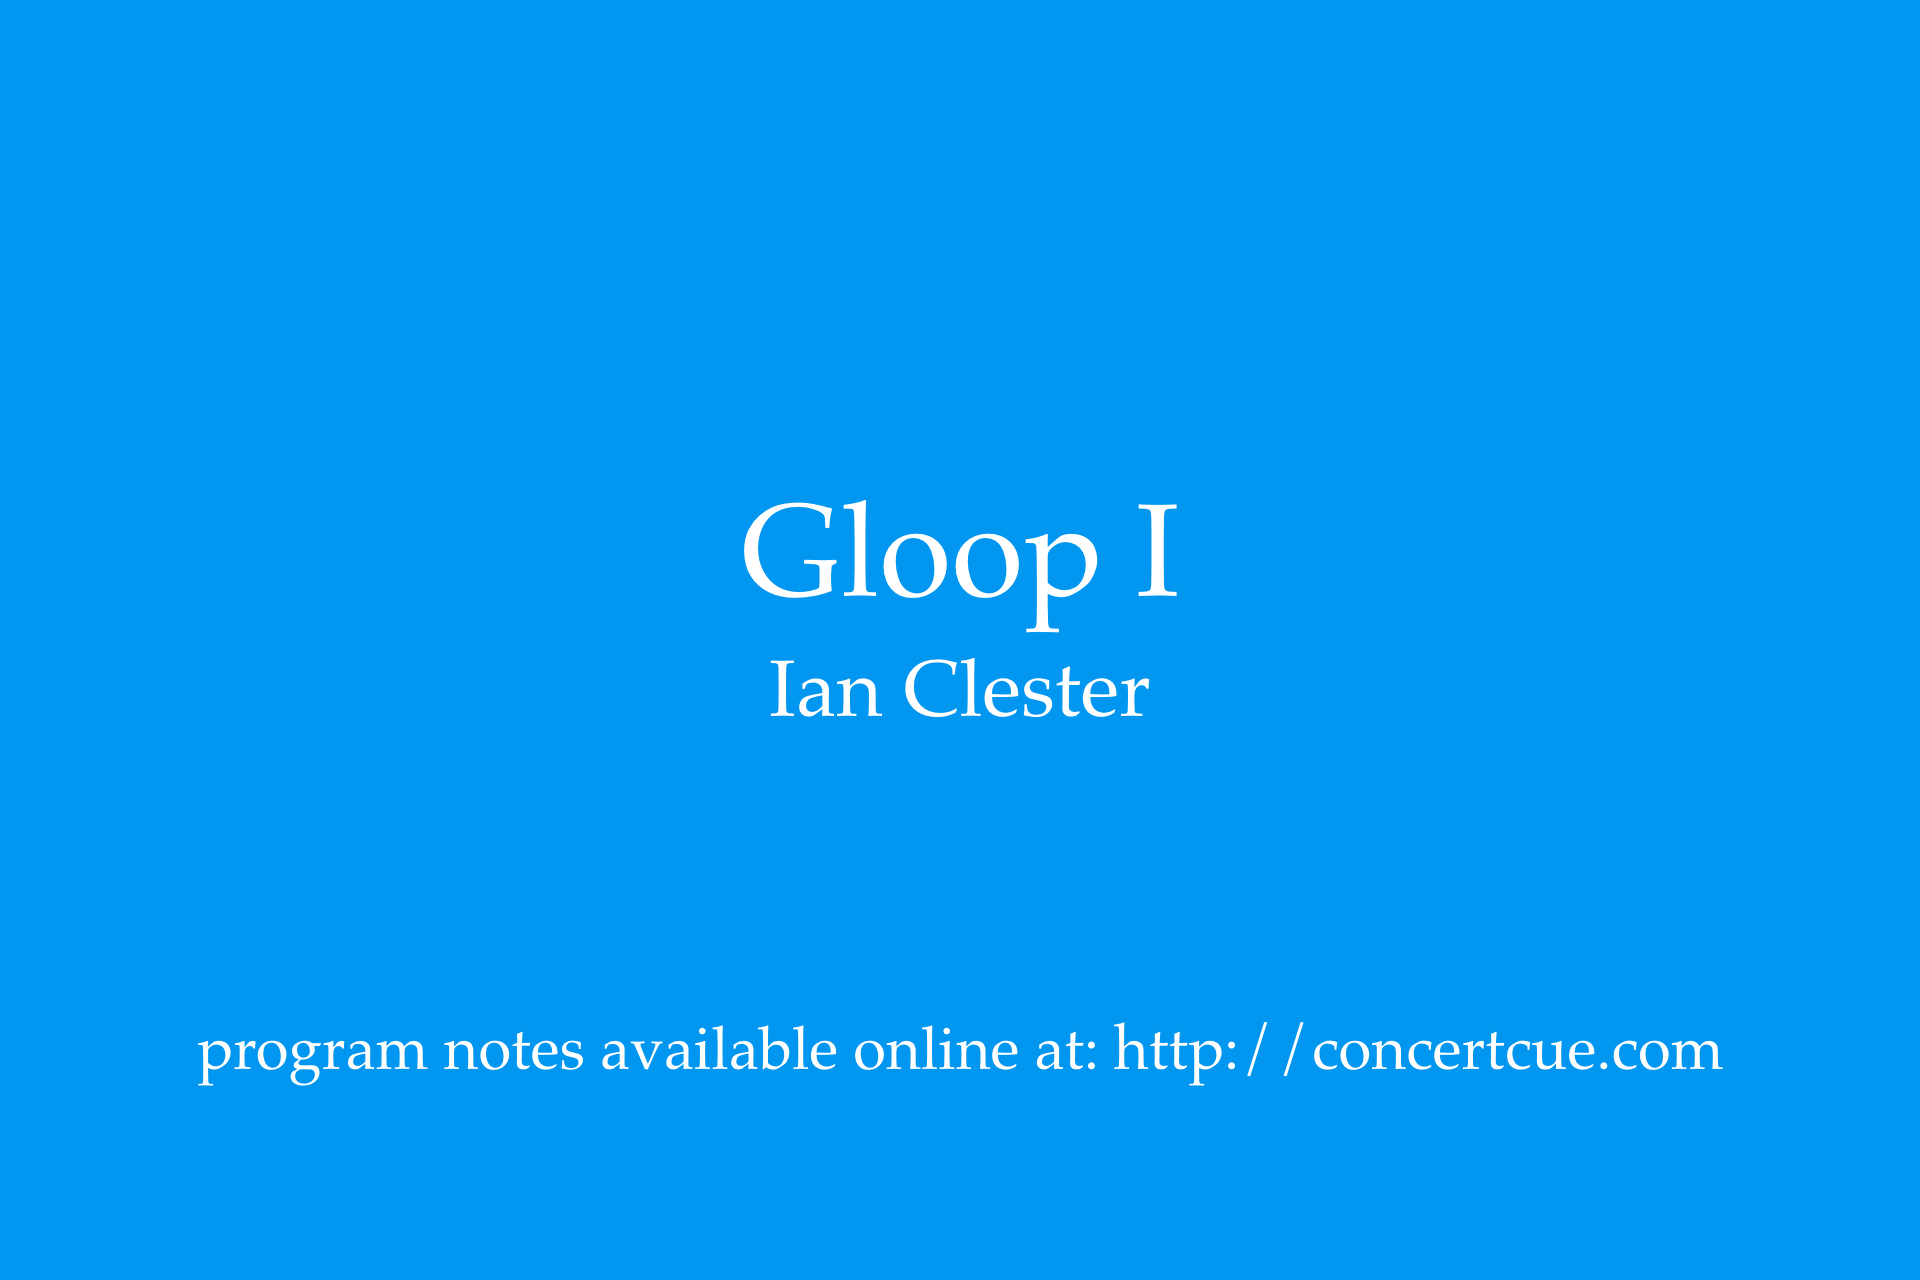 Gloop I
Ian Clester
program notes available online at: http://concertcue.com